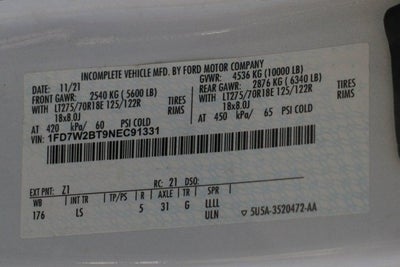 INCOMPLETE VEHICLE MFD. BY FORD MOTOR COMPANY
DATE: 11/21 GVWR: 4536 KG (10000 LB)
FRONT GAWR: 2540 KG (5600 LB) REAR GAWR: 2876 KG (6340 LB)
WITH LT275/70R18E 125/122R TIRES WITH LT275/70R18E 125/122R TIRES
18x8.0J RIMS 18x8.0J RIMS
AT 420 kPa/ 60 PSI COLD AT 450 kPa/ 65 PSI COLD
VIN: 1FD7W2BT9NEC91331
EXT PNT: Z1 RC: 21 DSO:
WB INT TR TP/PS R AXLE TR SPR
176 LS 5 31 G LLLL
ULN 5U5A-3520472-AA